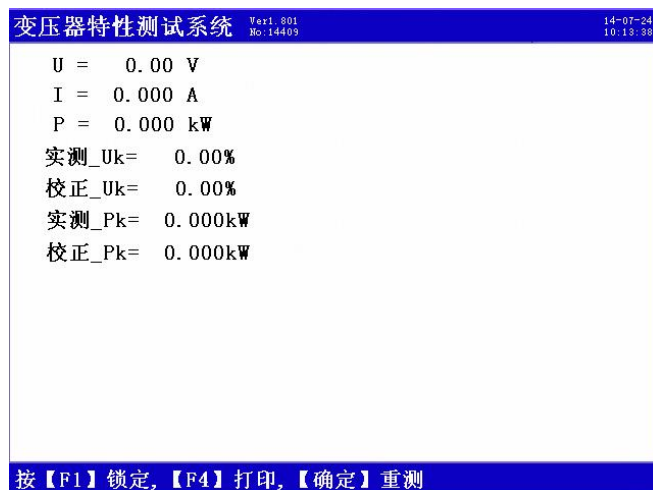 变压器特性测试系统 Ver1.801 14-07-24
No:14409 10:13:38
U = 0.00 V
I = 0.000 A
P = 0.000 kW
实测_Uk= 0.00%
校正_Uk= 0.00%
实测_Pk= 0.000kW
校正_Pk= 0.000kW
按【F1】锁定,【F4】打印,【确定】重测